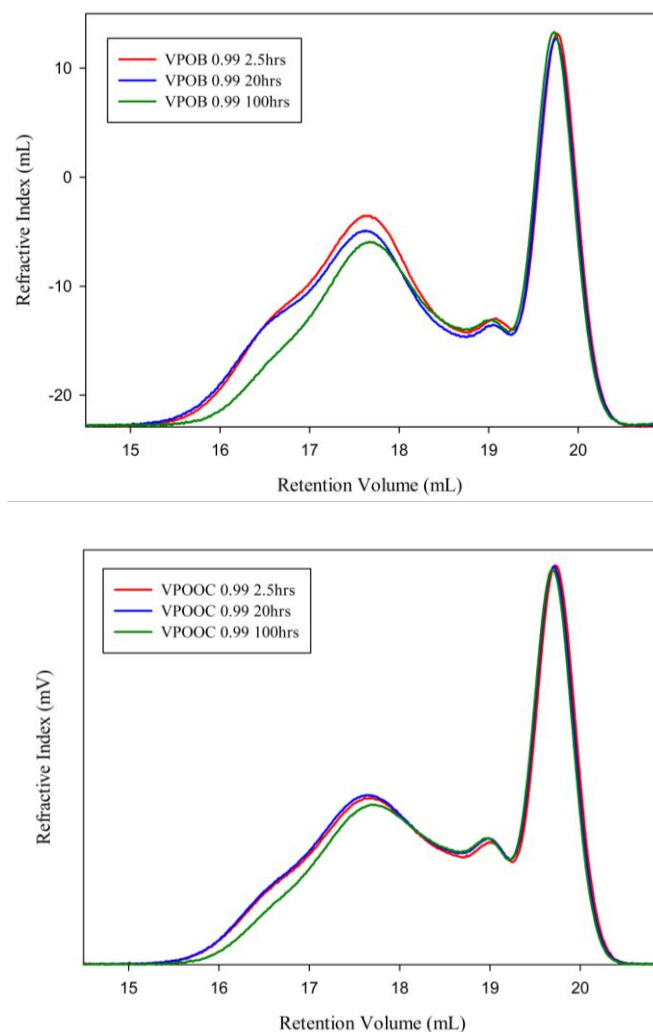 VPOB 0.99 2.5hrs
VPOB 0.99 20hrs
VPOB 0.99 100hrs
Refractive Index (mL)
10
0
-10
-20
15 16 17 18 19 20
Retention Volume (mL)
VPOOC 0.99 2.5hrs
VPOOC 0.99 20hrs
VPOOC 0.99 100hrs
Refractive Index (mV)
15 16 17 18 19 20
Retention Volume (mL)